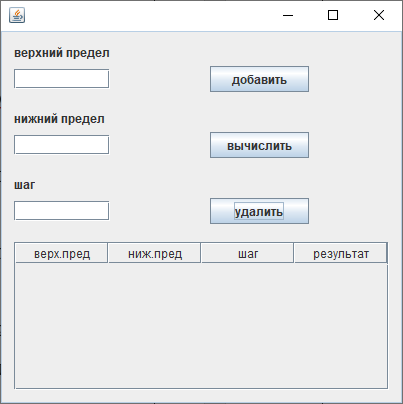 верхний предел
добавить
нижний предел
вычислить
шаг
удалить
верх.пред ниж.пред шаг результат